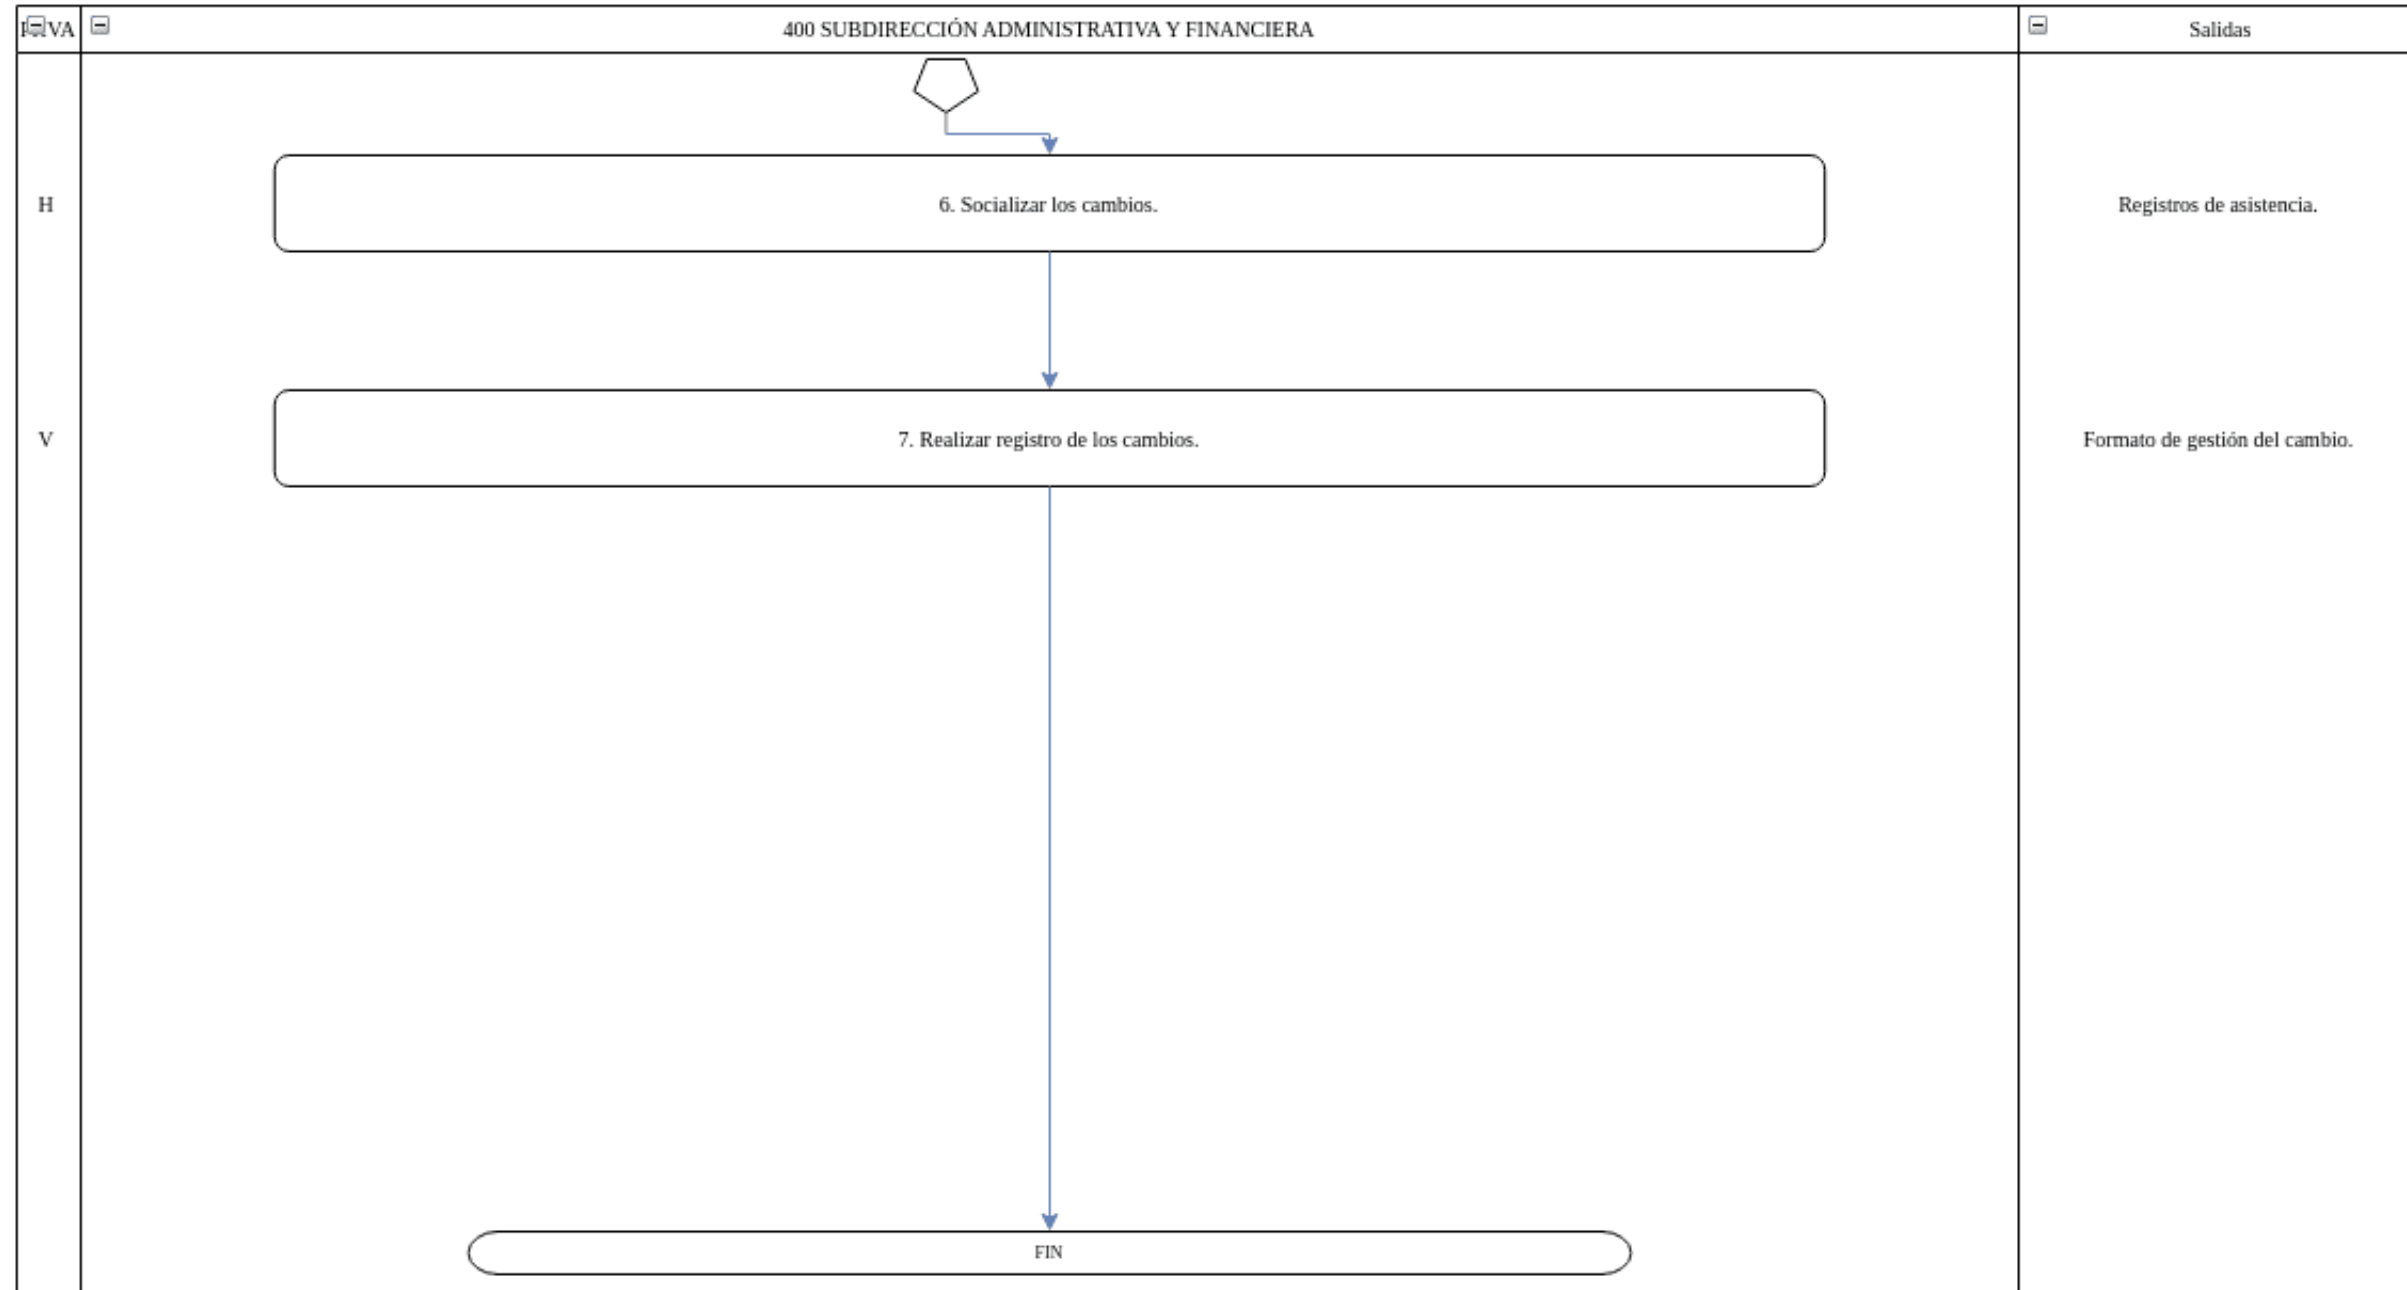 400 SUBDIRECCIÓN ADMINISTRATIVA Y FINANCIERA
Salidas
H
6. Socializar los cambios.
Registros de asistencia.
V
7. Realizar registro de los cambios.
Formato de gestión del cambio.
FIN